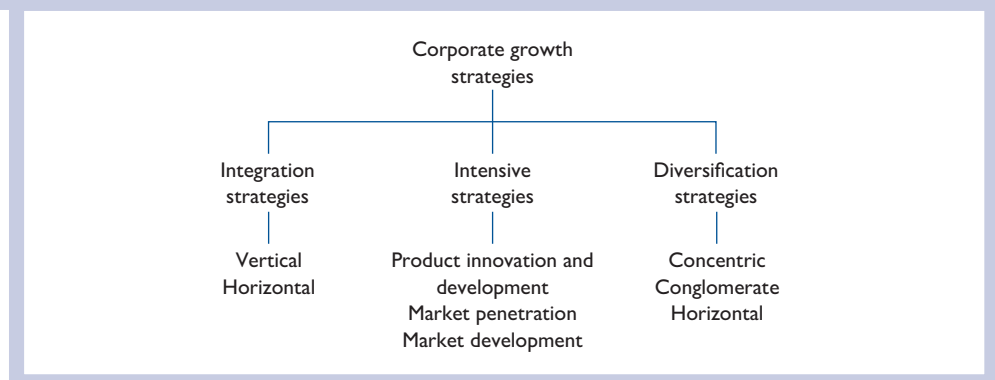 Corporate growth
strategies
Integration
strategies
Intensive
strategies
Diversification
strategies
Vertical
Horizontal
Product innovation and
development
Market penetration
Market development
Concentric
Conglomerate
Horizontal